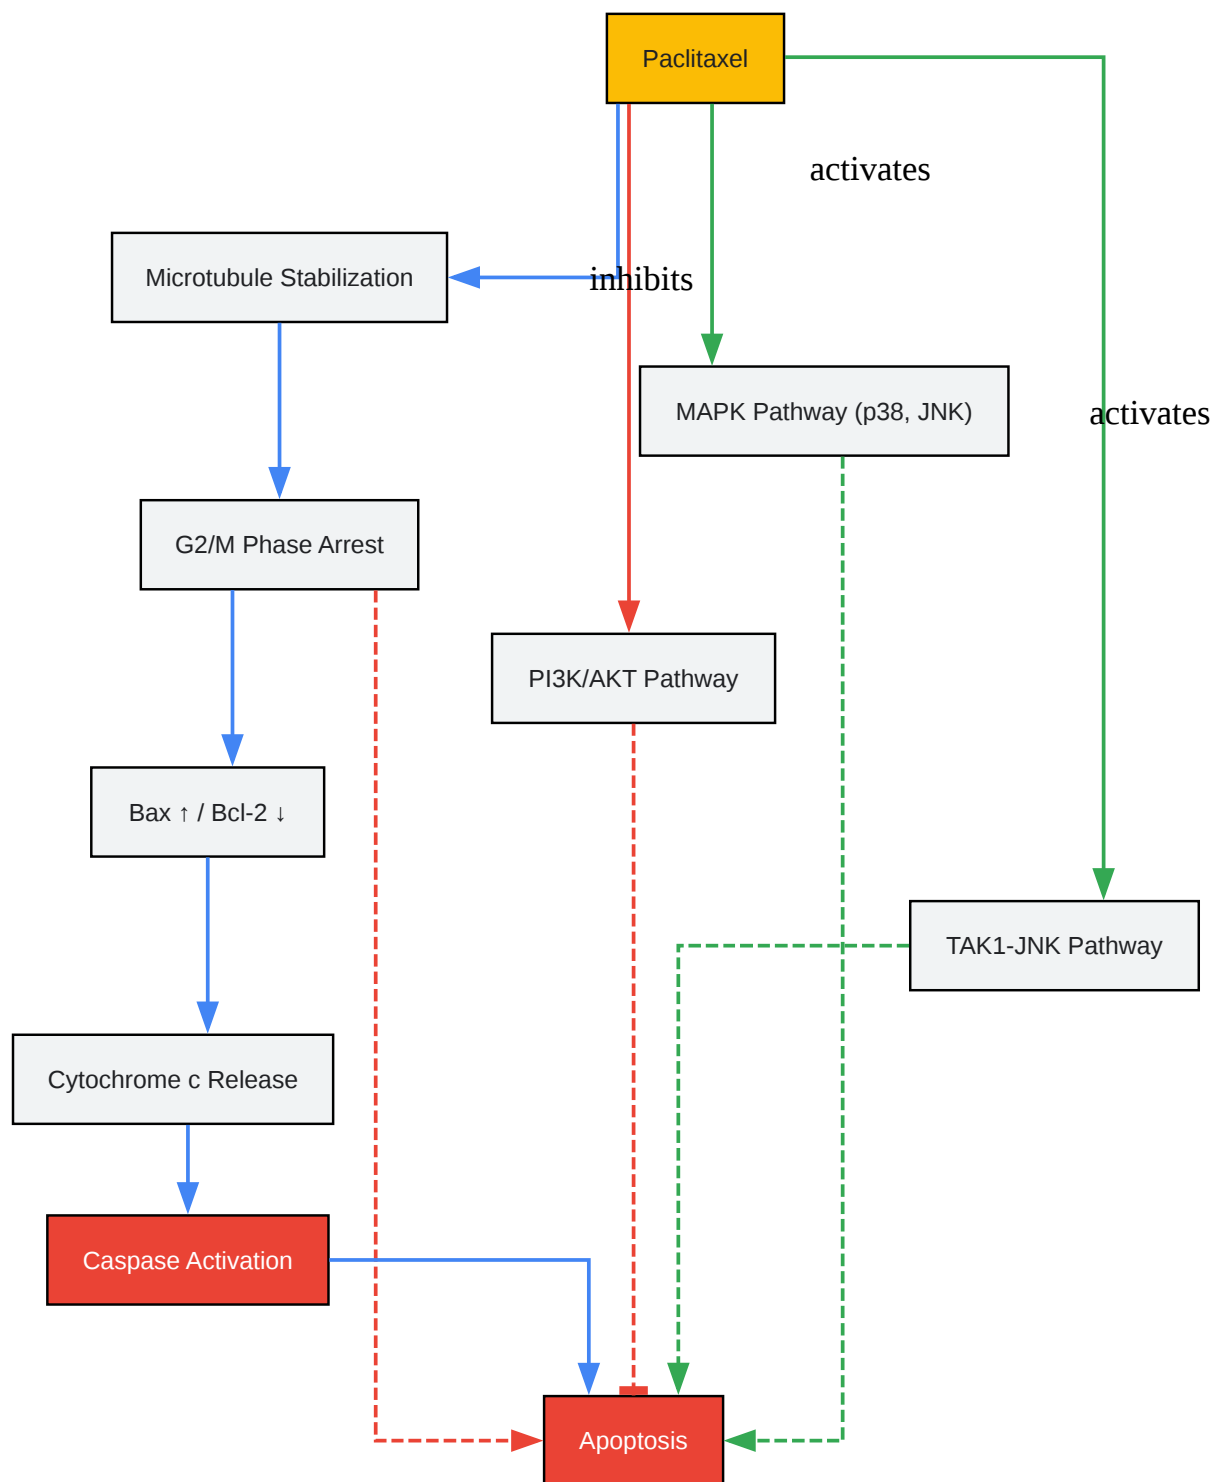 Paclitaxel
activates
Microtubule Stabilization
inhibits
MAPK Pathway (p38, JNK)
activates
G2/M Phase Arrest
PI3K/AKT Pathway
Bax ↑ / Bcl-2 ↓
TAK1-JNK Pathway
Cytochrome c Release
Caspase Activation
Apoptosis